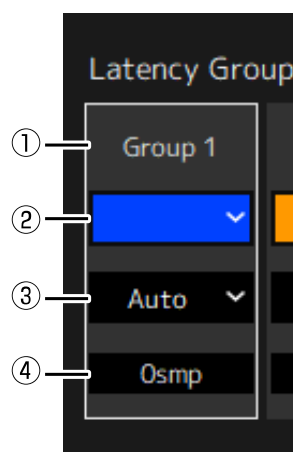 Latency Group
① Group 1
②
③ Auto
④ 0smp